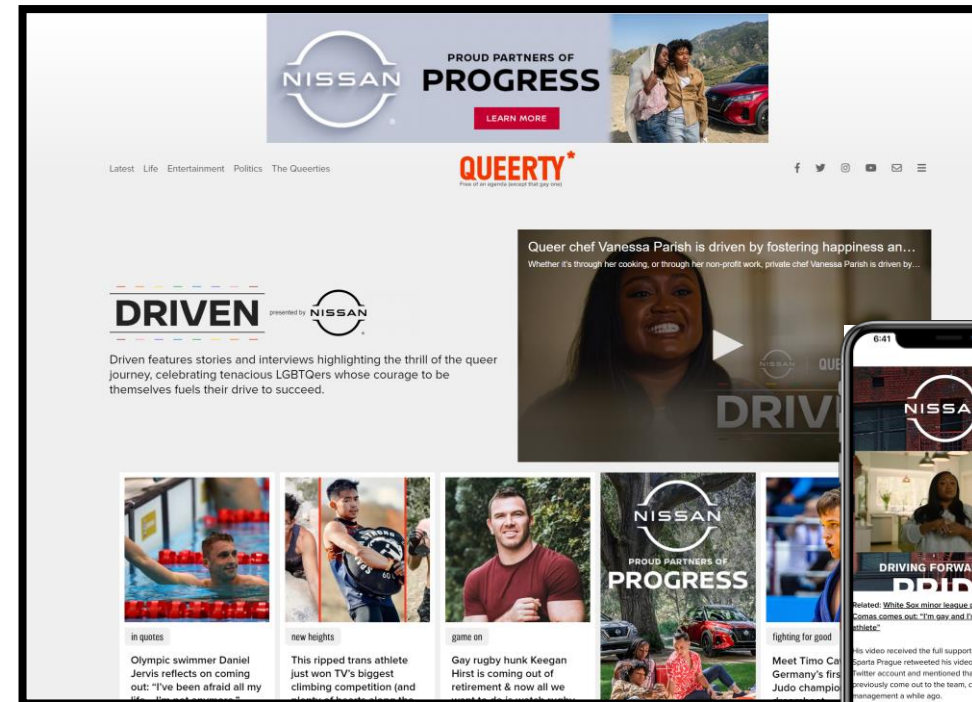 NISSAN
PROUD PARTNERS OF
PROGRESS
LEARN MORE
Latest Life Entertainment Politics The Queerties
QUEERTY*
Free of an agenda (except that gay one)
Queer chef Vanessa Parish is driven by fostering happiness an…
Whether it's through her cooking, or through her non-profit work, private chef Vanessa Parish is driven by…
DRIVEN
presented by NISSAN
Driven features stories and interviews highlighting the thrill of the queer
journey, celebrating tenacious LGBTQers whose courage to be
themselves fuels their drive to succeed.
NISSAN
QUE
DRIV
in quotes
Olympic swimmer Daniel
Jervis reflects on coming
out: "I've been afraid all my
new heights
This ripped trans athlete
just won TV's biggest
climbing competition (and
game on
Gay rugby hunk Keegan
Hirst is coming out of
retirement & now all we
NISSAN
PROUD PARTNERS OF
PROGRESS
fighting for good
Meet Timo Ca
Germany's firs
Judo champio
6:41
NISSA
DRIVING FORWA
PRID
Related: White Sox minor league p
Comas comes out: "I'm gay and I'
athlete"
His video received the full support
Sparta Prague retweeted his video
Twitter account and mentioned tha
previously come out to the team, c
management a while ago.